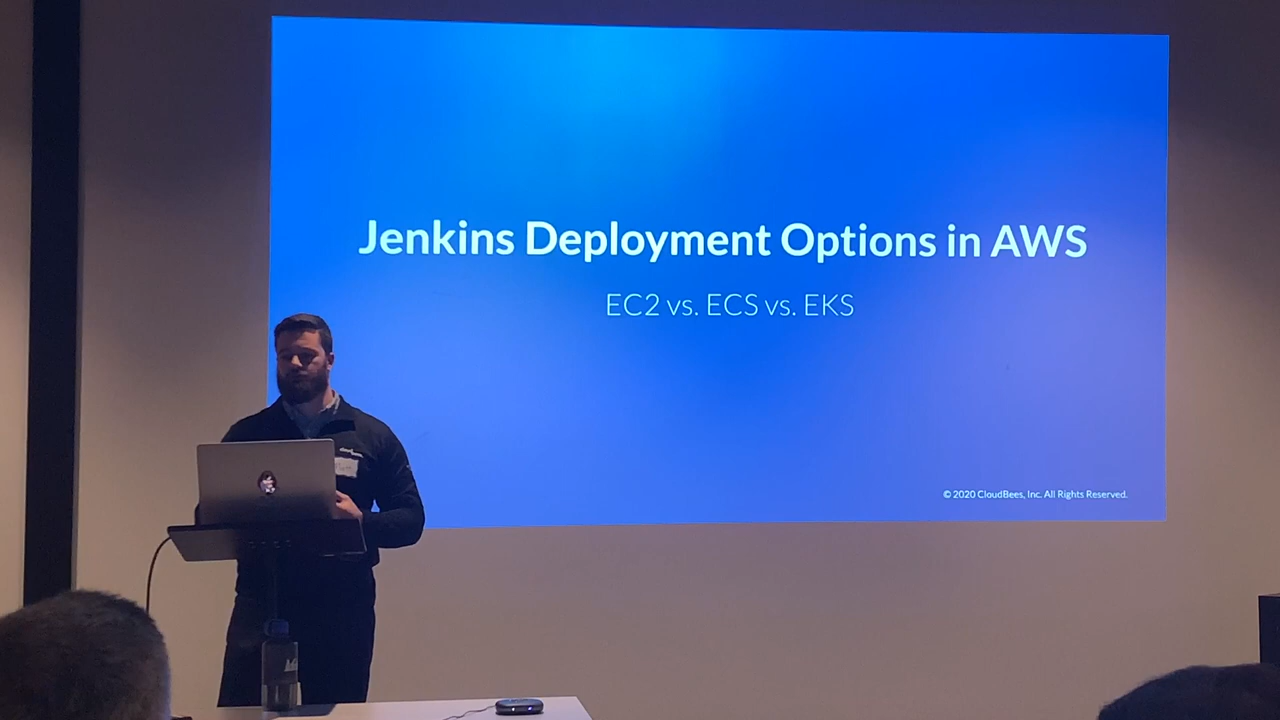 Jenkins Deployment Options in AWS
EC2 vs. ECS vs. EKS
© 2020 CloudBees, Inc. All Rights Reserved.